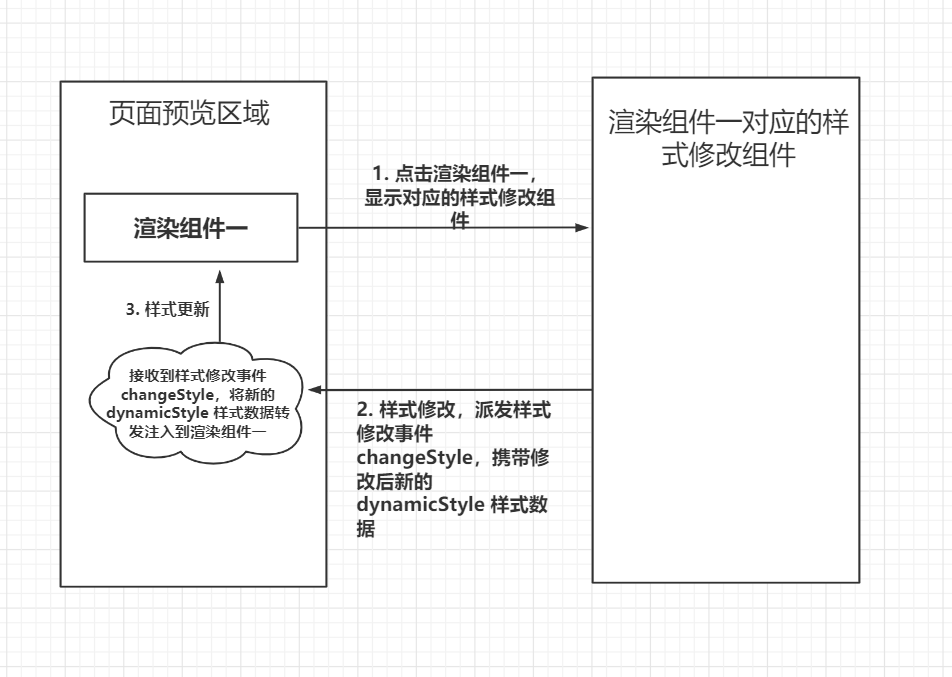 页面预览区域
渲染组件一
3. 样式更新
接收到样式修改事件
changeStyle，将新的
dynamicStyle 样式数据转
发注入到渲染组件一
1. 点击渲染组件一，
显示对应的样式修改组
件
2. 样式修改，派发样式
修改事件
changeStyle，携带修
改后新的
dynamicStyle 样式数
据
渲染组件一对应的样
式修改组件